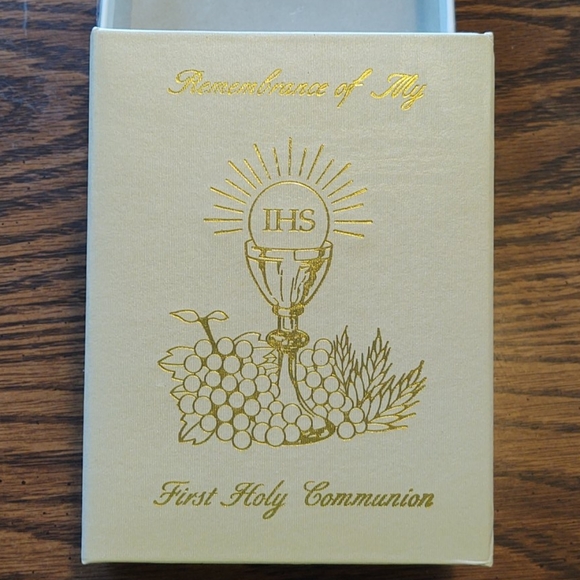 Remembrance of My
IHS
First Holy Communion